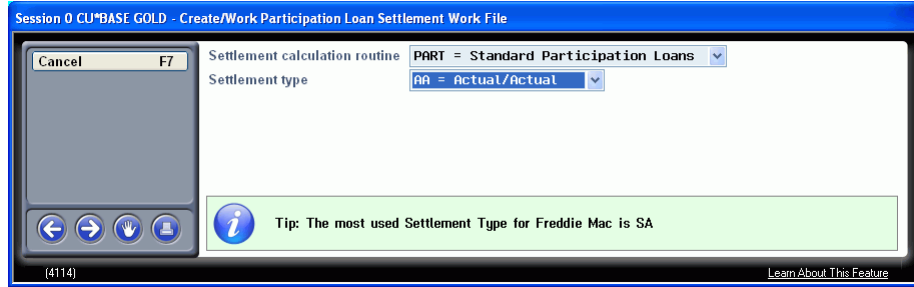 Session 0 CU*BASE GOLD - Create/Work Participation Loan Settlement Work File
Cancel F7
Settlement calculation routine PART = Standard Participation Loans
Settlement type AA = Actual/Actual
Tip: The most used Settlement Type for Freddie Mac is SA
(4114) Learn About This Feature